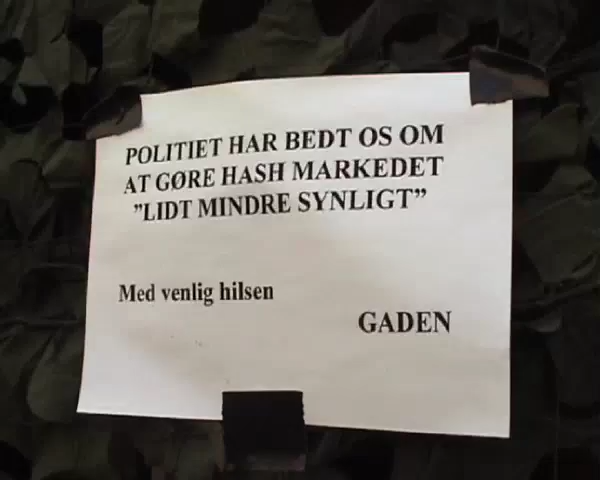 POLITIET HAR BEDT OS OM
AT GØRE HASH MARKEDET
”LIDT MINDRE SYNLIGT”
Med venlig hilsen
GADEN